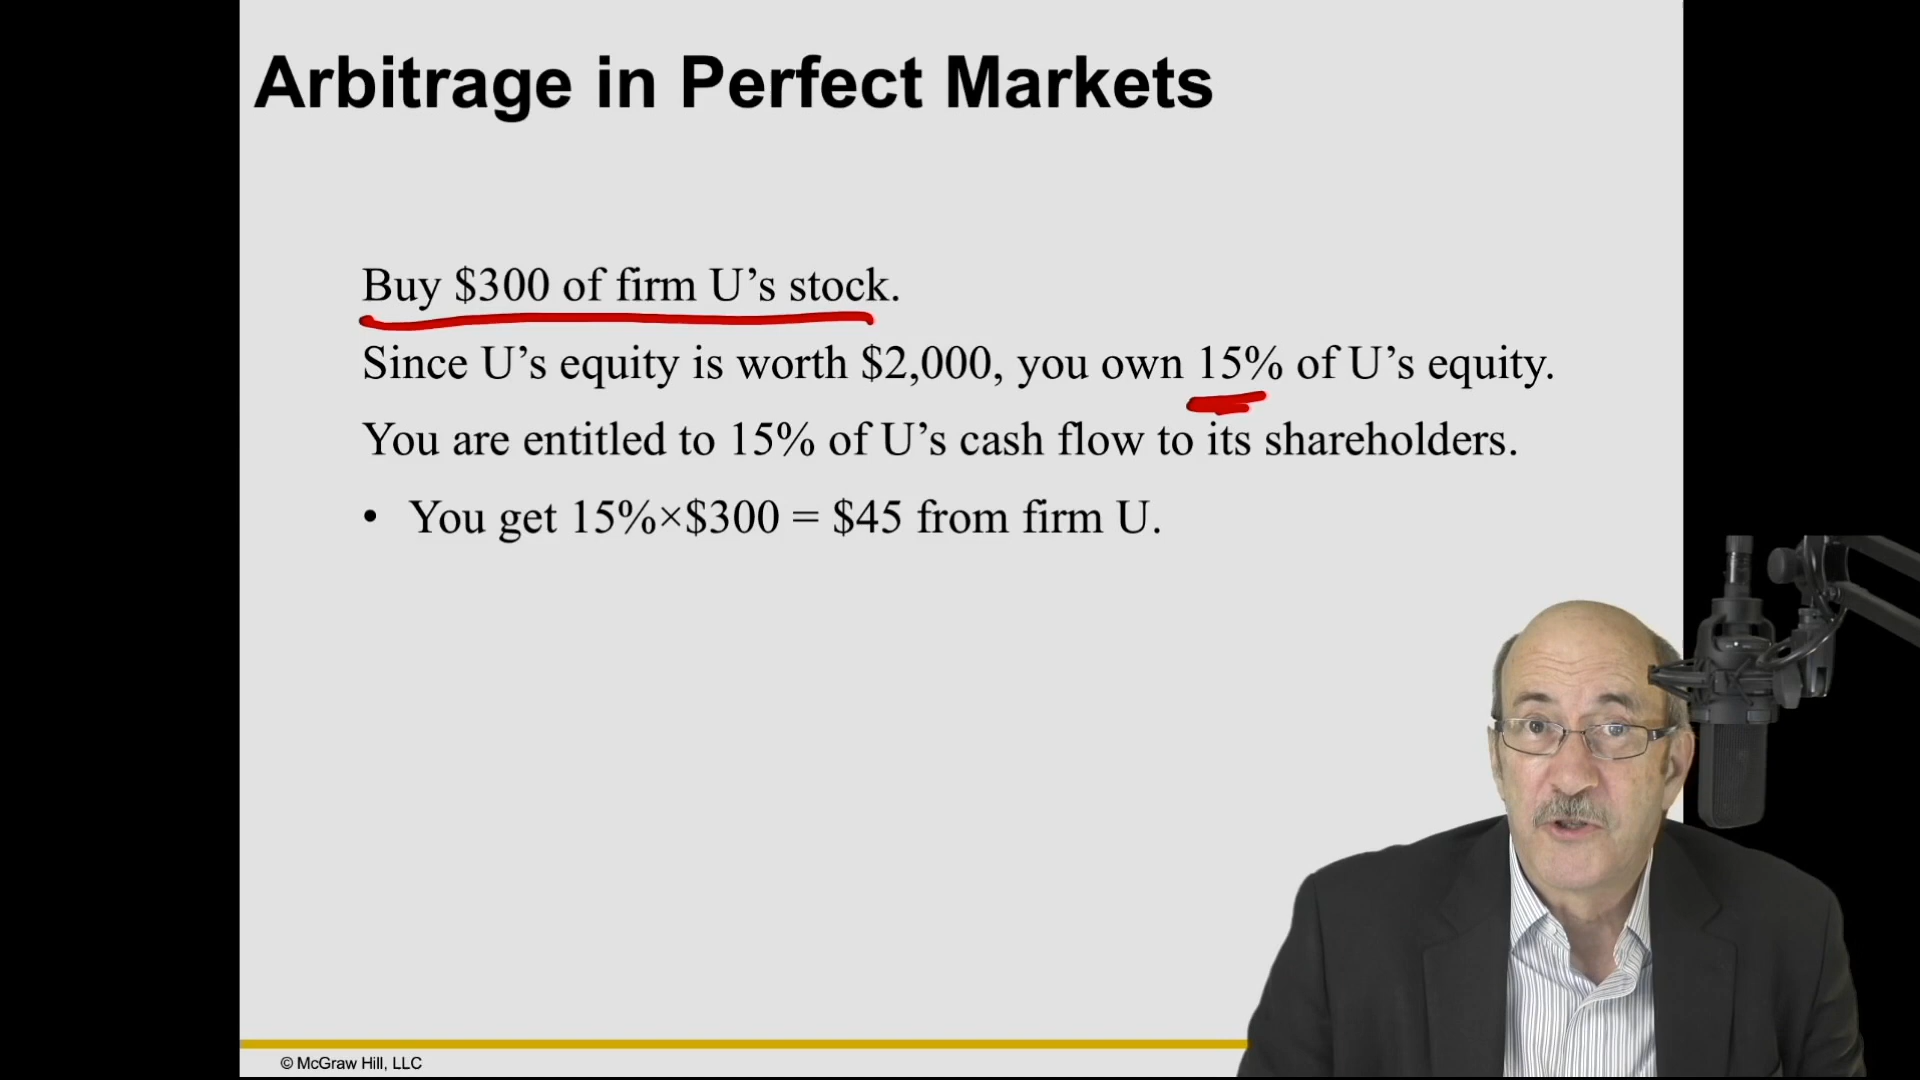 Arbitrage in Perfect Markets
Buy $300 of firm U’s stock.
Since U’s equity is worth $2,000, you own 15% of U’s equity.
You are entitled to 15% of U’s cash flow to its shareholders.
• You get 15%×$300 = $45 from firm U.
© McGraw Hill, LLC